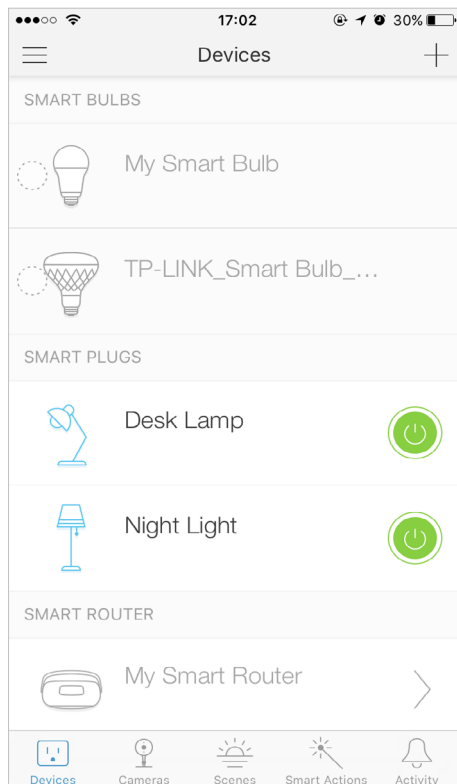 17:02
30%
Devices
SMART BULBS
My Smart Bulb
TP-LINK_Smart Bulb_...
SMART PLUGS
Desk Lamp
Night Light
SMART ROUTER
My Smart Router
Devices Cameras Scenes Smart Actions Activity